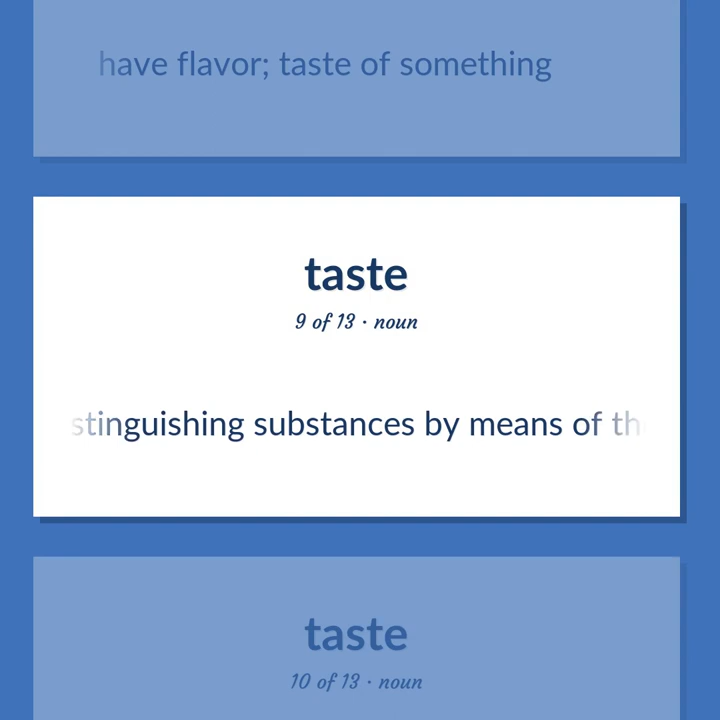 have flavor; taste of something
taste
9 of 13 · noun
stinguishing substances by means of th
taste
10 of 13 · noun